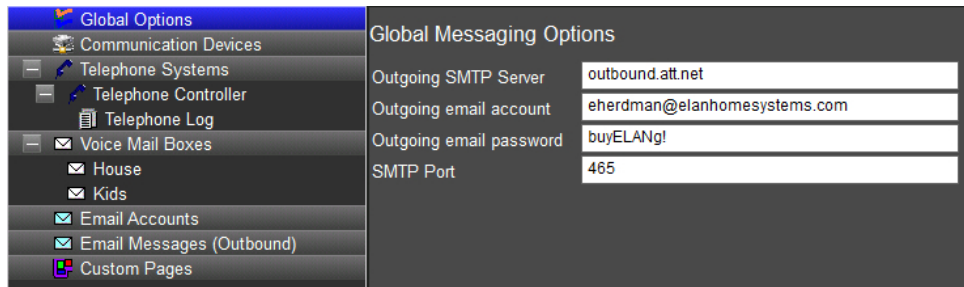 Global Options
Communication Devices
Telephone Systems
Telephone Controller
Telephone Log
Voice Mail Boxes
House
Kids
Email Accounts
Email Messages (Outbound)
Custom Pages
Global Messaging Options
Outgoing SMTP Server outbound.att.net
Outgoing email account eherdman@elanhomesystems.com
Outgoing email password buyELANg!
SMTP Port 465